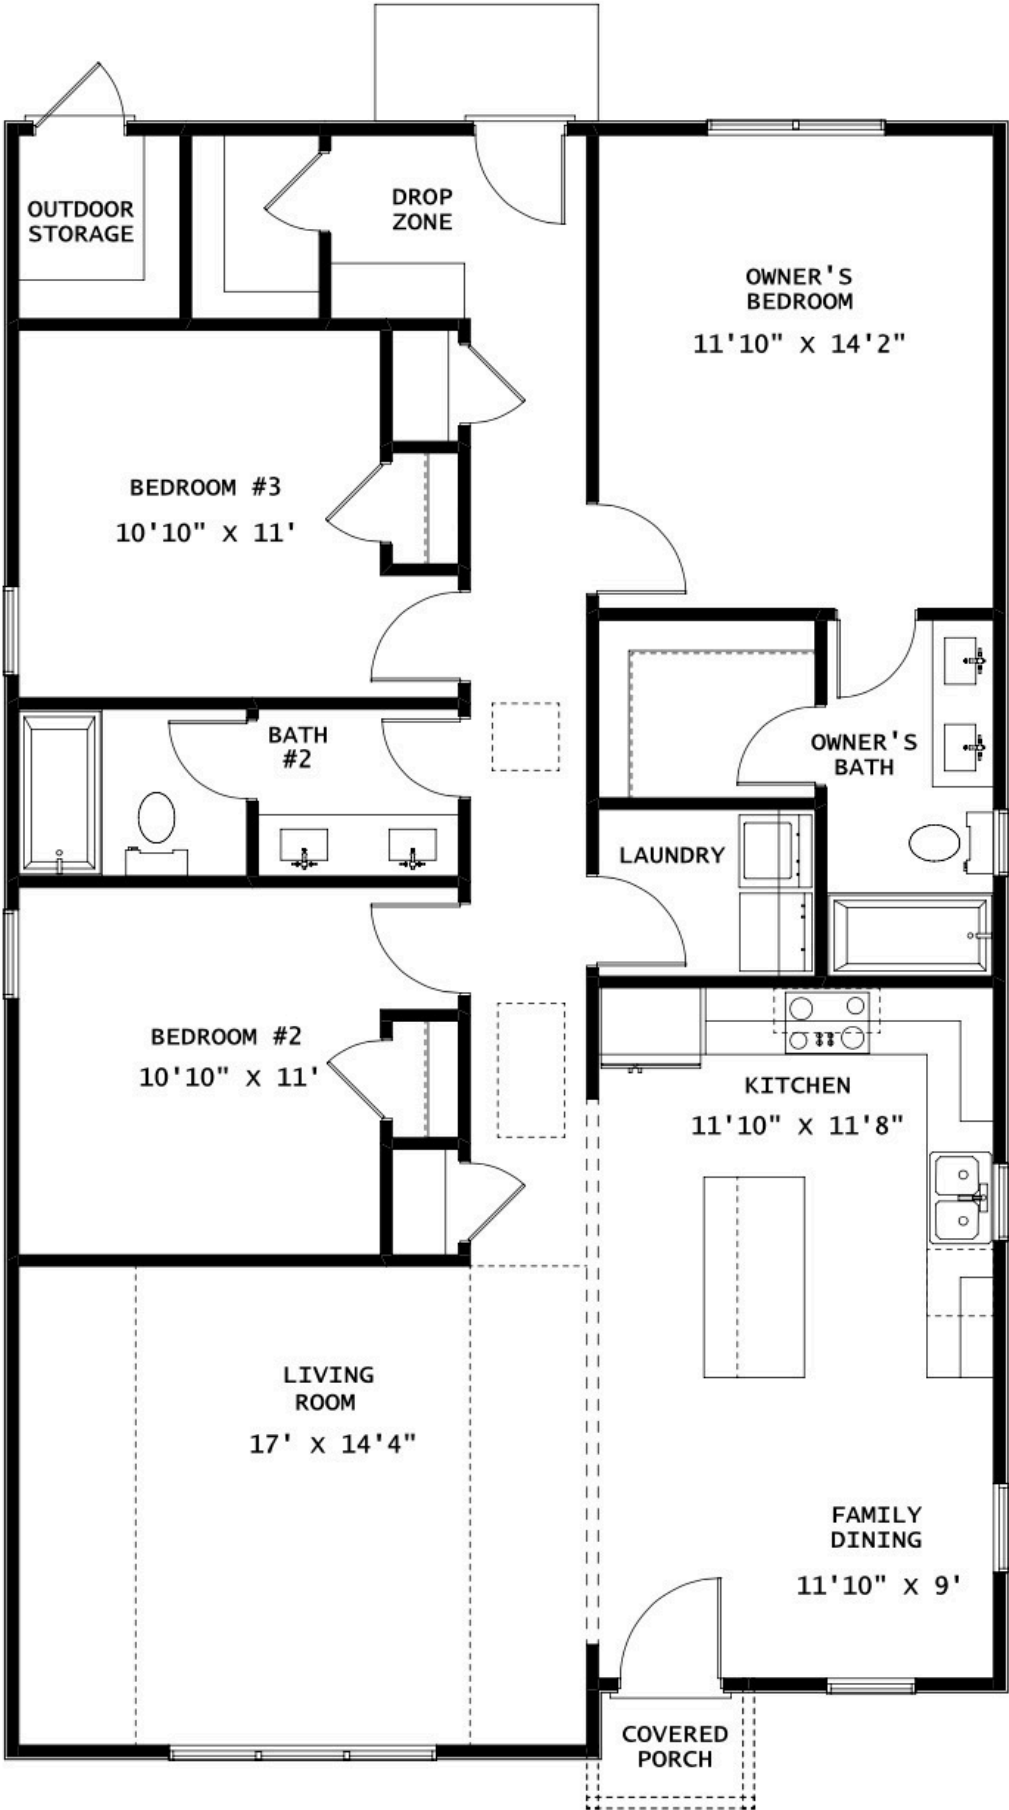 OUTDOOR
STORAGE
DROP
ZONE
OWNER'S
BEDROOM
11'10" X 14'2"
BEDROOM #3
10'10" X 11'
BATH
#2
OWNER'S
BATH
LAUNDRY
BEDROOM #2
10'10" X 11'
KITCHEN
11'10" X 11'8"
LIVING
ROOM
17' X 14'4"
FAMILY
DINING
11'10" X 9'
COVERED
PORCH